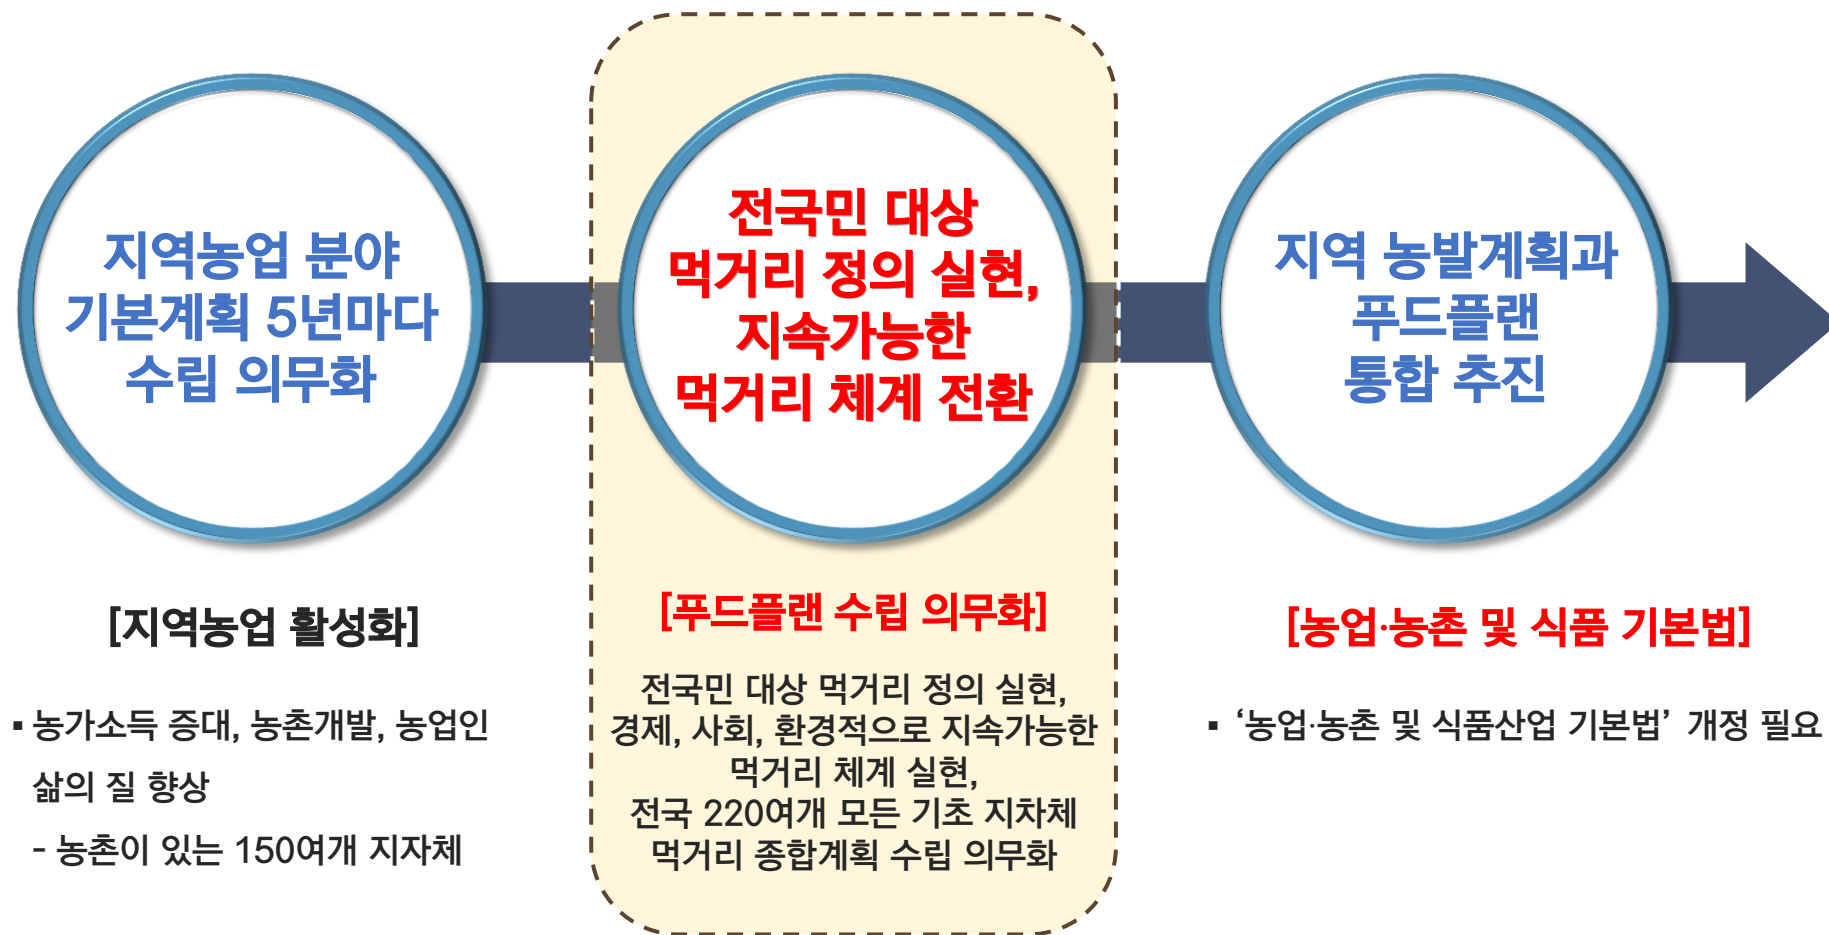 지역농업 분야
기본계획 5년마다
수립 의무화
전국민 대상
먹거리 정의 실현,
지속가능한
먹거리 체계 전환
지역 농발계획과
푸드플랜
통합 추진
[지역농업 활성화]
▪ 농가소득 증대, 농촌개발, 농업인
삶의 질 향상
- 농촌이 있는 150여개 지자체
[푸드플랜 수립 의무화]
전국민 대상 먹거리 정의 실현,
경제, 사회, 환경적으로 지속가능한
먹거리 체계 실현,
전국 220여개 모든 기초 지차체
먹거리 종합계획 수립 의무화
[농업·농촌 및 식품 기본법]
▪ ‘농업·농촌 및 식품산업 기본법’ 개정 필요